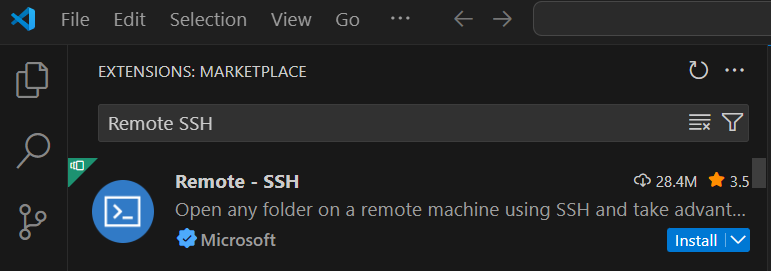 File Edit Selection View Go ···
EXTENSIONS: MARKETPLACE
Remote SSH
Remote - SSH 28.4M 3.5
Open any folder on a remote machine using SSH and take advant...
Microsoft Install